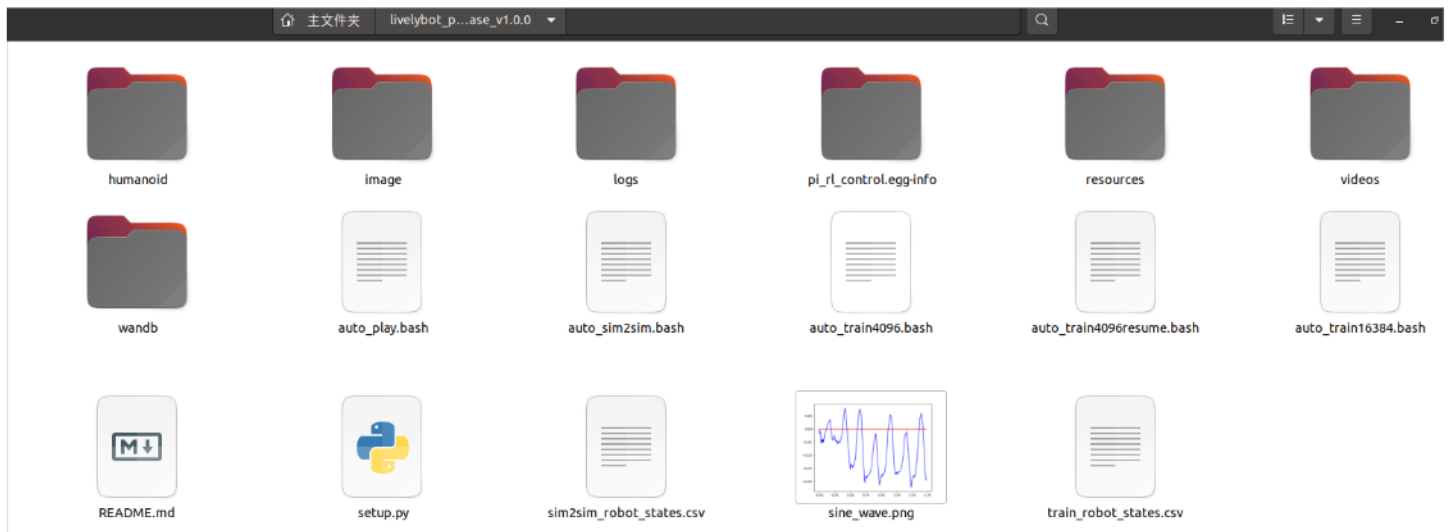 主文件夹 livelybot_p...ase_v1.0.0
humanoid image logs pi_rl_control.egg-info resources videos
wandb auto_play.bash auto_sim2sim.bash auto_train4096.bash auto_train4096resume.bash auto_train16384.bash
M
README.md setup.py sim2sim_robot_states.csv sine_wave.png train_robot_states.csv